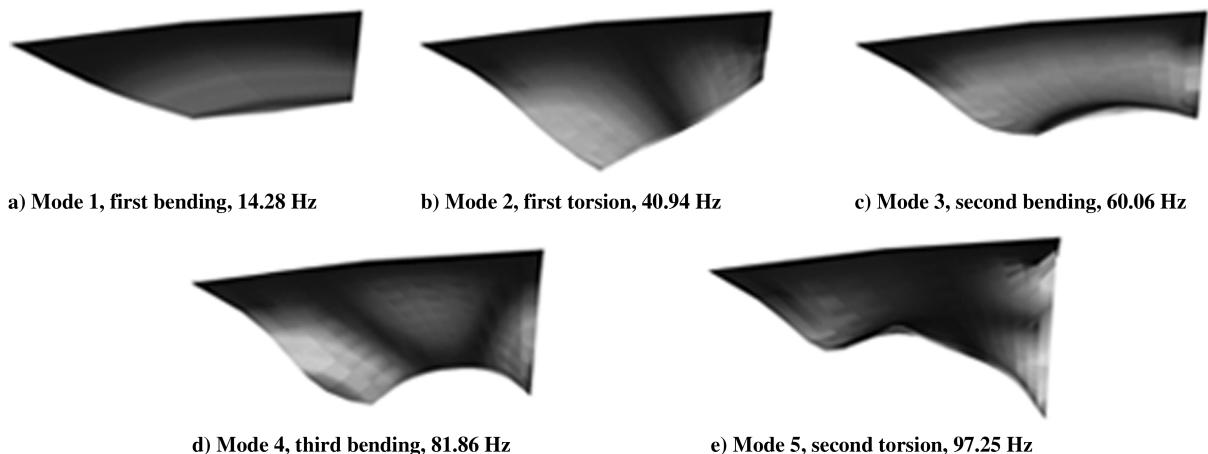 a) Mode 1, first bending, 14.28 Hz
b) Mode 2, first torsion, 40.94 Hz
c) Mode 3, second bending, 60.06 Hz
d) Mode 4, third bending, 81.86 Hz
e) Mode 5, second torsion, 97.25 Hz